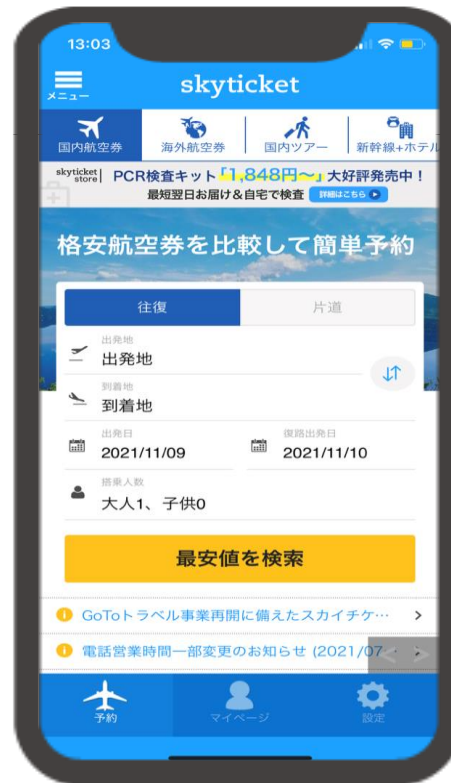 13:03
メニュー
skyticket
国内航空券
海外航空券
国内ツアー
新幹線+ホテル
skyticket store
PCR検査キット「1,848円〜」大好評発売中！
最短翌日お届け&自宅で検査 詳細はこちら
格安航空券を比較して簡単予約
往復
片道
出発地
出発地
到着地
到着地
出発日
復路出発日
2021/11/09
2021/11/10
搭乗人数
大人1、子供0
最安値を検索
GoToトラベル事業再開に備えたスカイチケ…
電話営業時間一部変更のお知らせ (2021/07
予約
マイページ
設定